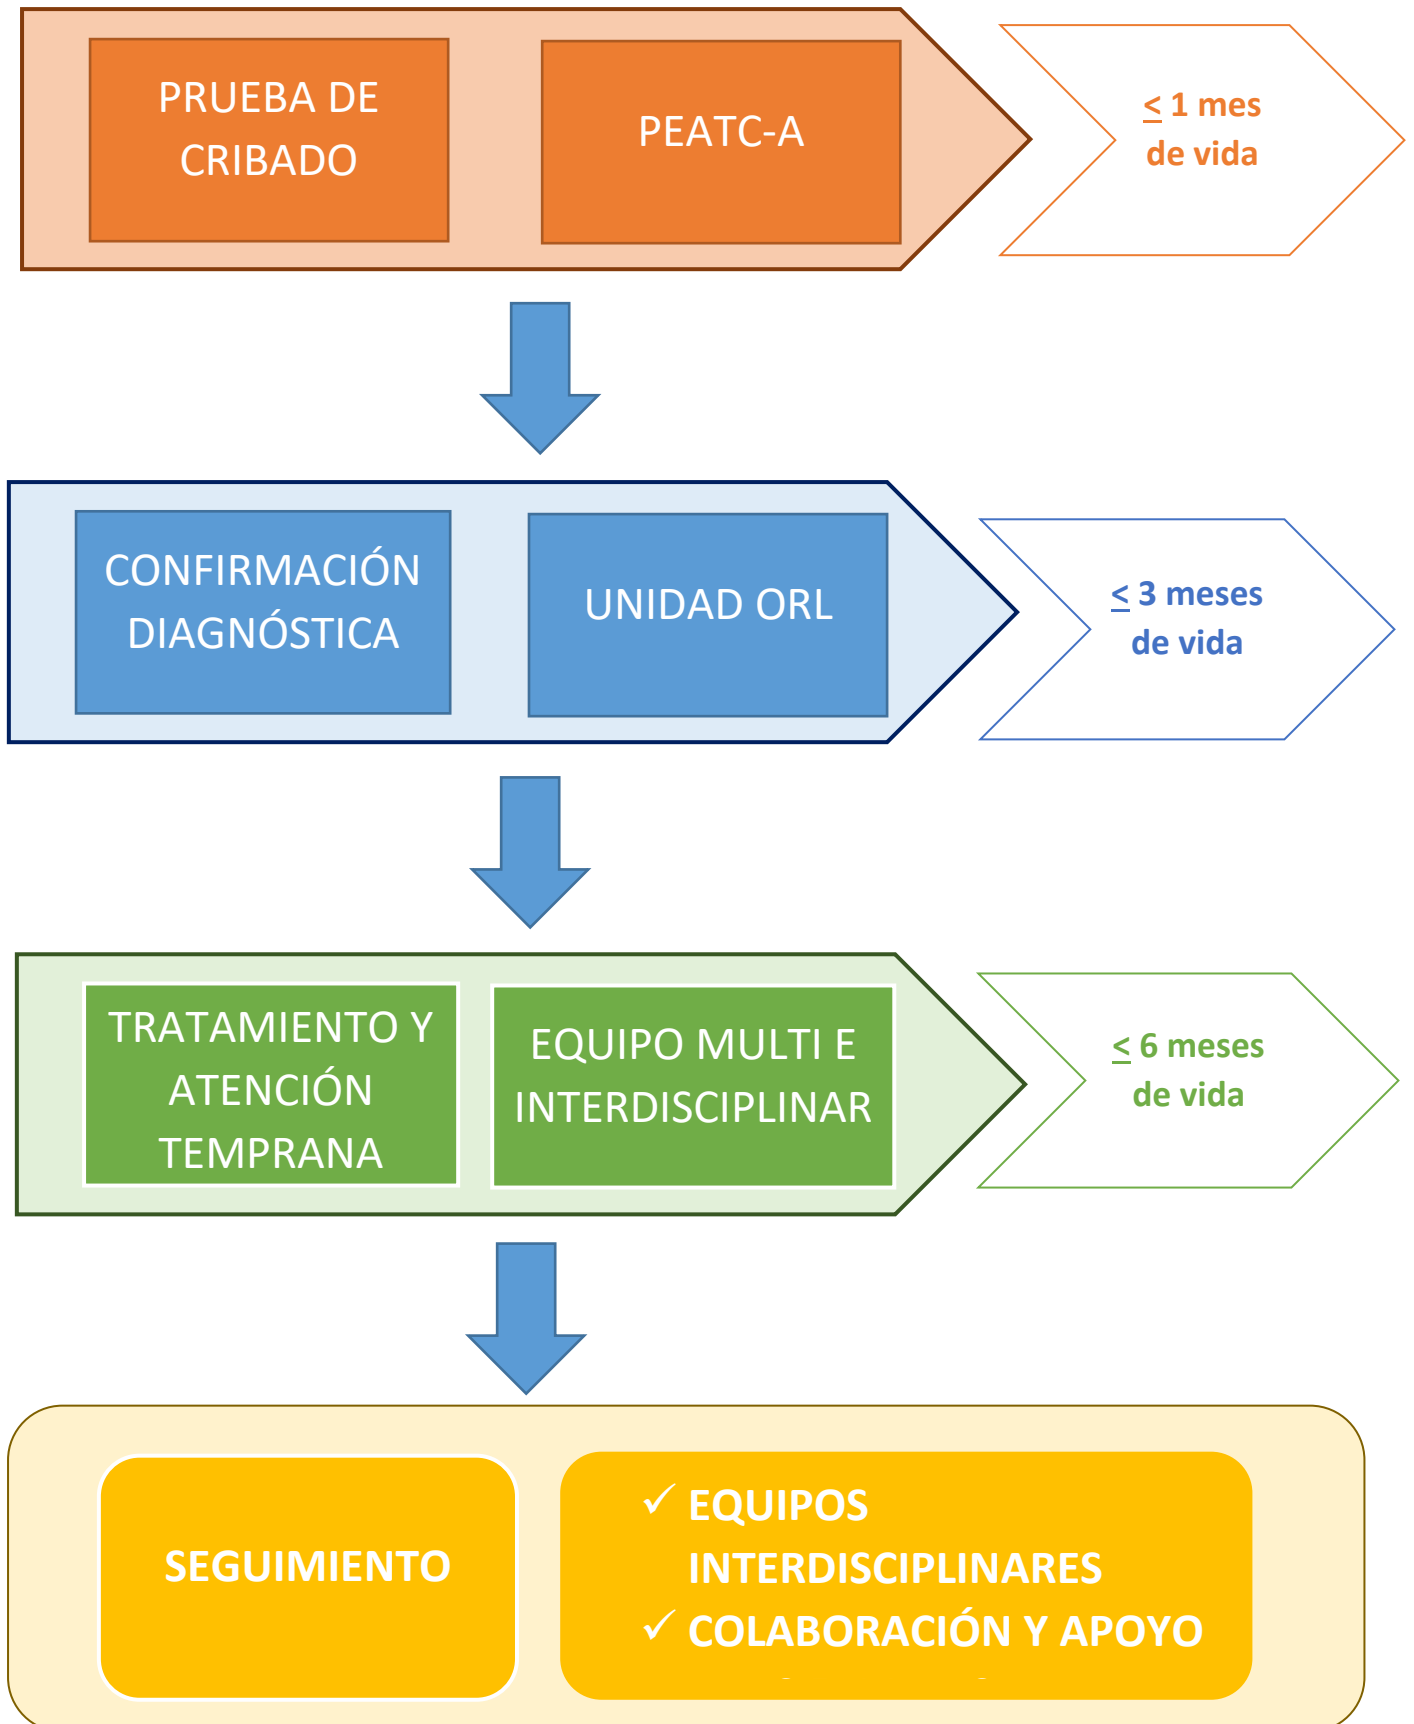 PRUEBA DE
CRIBADO
PEATC-A
≤ 1 mes
de vida
CONFIRMACIÓN
DIAGNÓSTICA
UNIDAD ORL
≤ 3 meses
de vida
TRATAMIENTO Y
ATENCIÓN
TEMPRANA
EQUIPO MULTI E
INTERDISCIPLINAR
≤ 6 meses
de vida
SEGUIMIENTO
✓ EQUIPOS
INTERDISCIPLINARES
✓ COLABORACIÓN Y APOYO